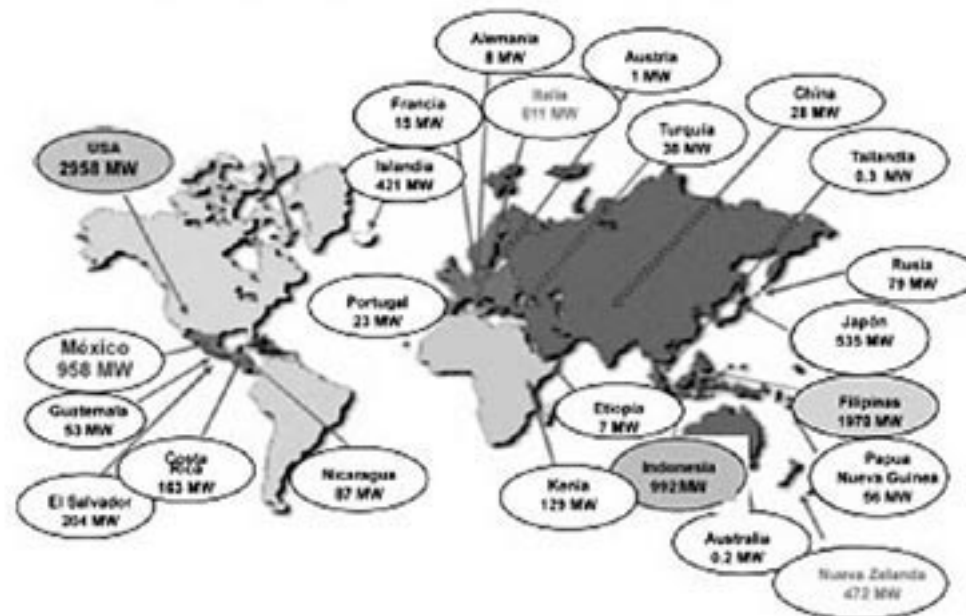 Alemania
8 MW
Austria
1 MW
Italia
811 MW
Francia
15 MW
China
28 MW
Turquía
38 MW
USA
2958 MW
Islandia
421 MW
Tailandia
0.3 MW
Rusia
79 MW
Portugal
23 MW
Japón
535 MW
México
958 MW
Filipinas
1970 MW
Guatemala
53 MW
Etiopía
7 MW
Costa
Rica
163 MW
Nicaragua
87 MW
Indonesia
992MW
Papua
Nueva Guinea
56 MW
El Salvador
204 MW
Kenia
129 MW
Australia
0.2 MW
Nueva Zelanda
472 MW